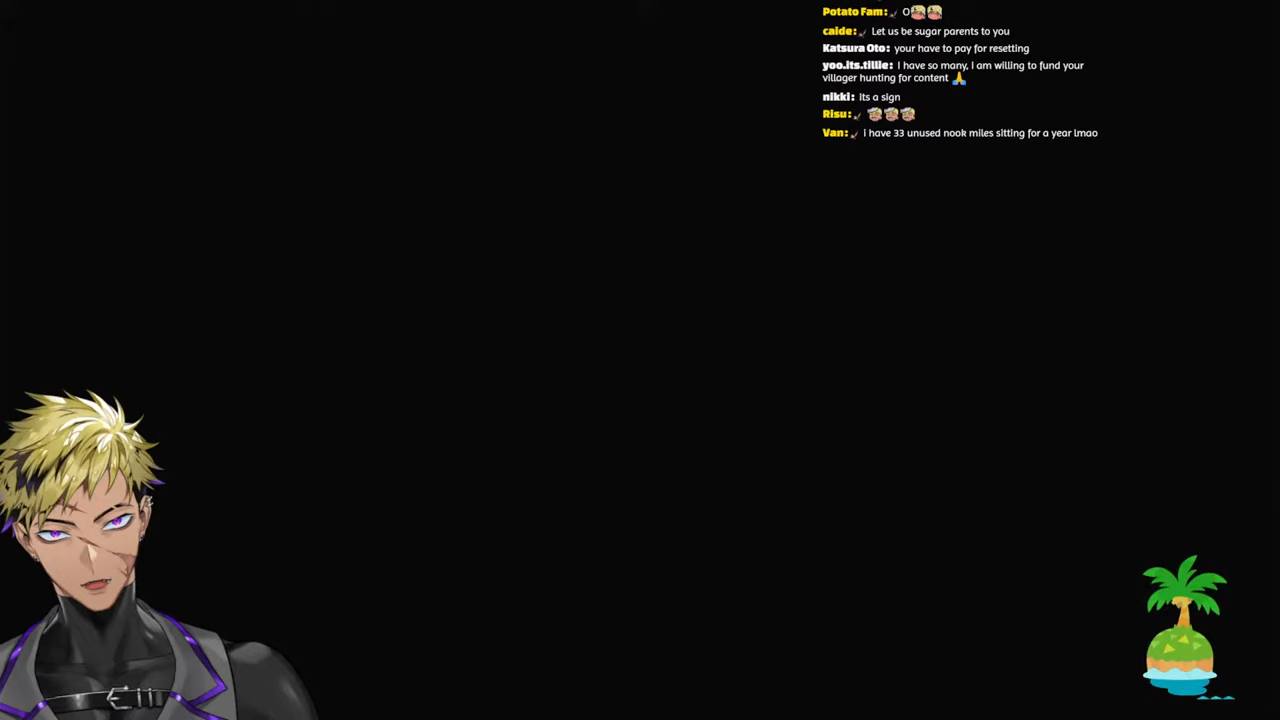 Potato Fam: O
caide: Let us be sugar parents to you
Katsura Oto: your have to pay for resetting
yoo.its.tillie: I have so many, I am willing to fund your
villager hunting for content 🙏
nikki: its a sign
Risu:
Van: i have 33 unused nook miles sitting for a year lmao